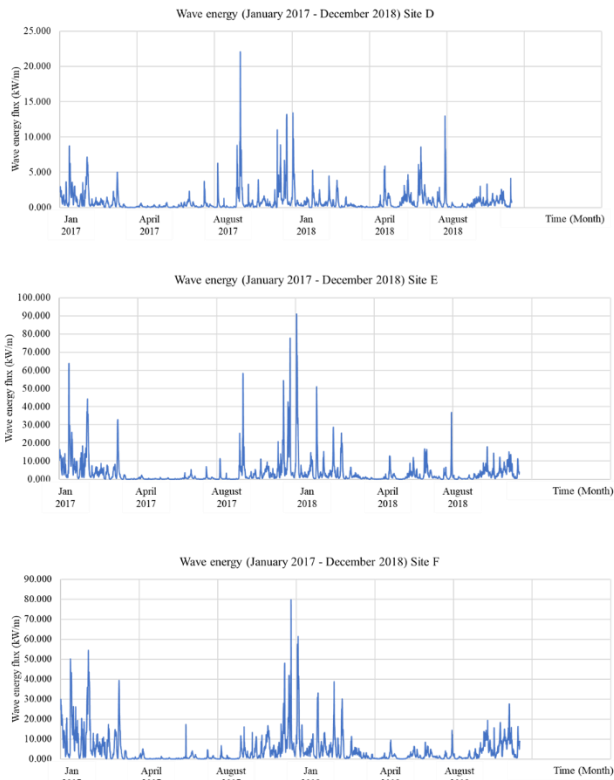 Wave energy (January 2017 - December 2018) Site D
Wave energy flux (kW/m)
25.000
20.000
15.000
10.000
5.000
0.000
Jan April August Jan April August Time (Month)
2017 2017 2017 2018 2018 2018
Wave energy (January 2017 - December 2018) Site E
Wave energy flux (kW/m)
100.000
90.000
80.000
70.000
60.000
50.000
40.000
30.000
20.000
10.000
0.000
Jan April August Jan April August Time (Month)
2017 2017 2017 2018 2018 2018
Wave energy (January 2017 - December 2018) Site F
Wave energy flux (kW/m)
90.000
80.000
70.000
60.000
50.000
40.000
30.000
20.000
10.000
0.000
Jan April August Jan April August Time (Month)